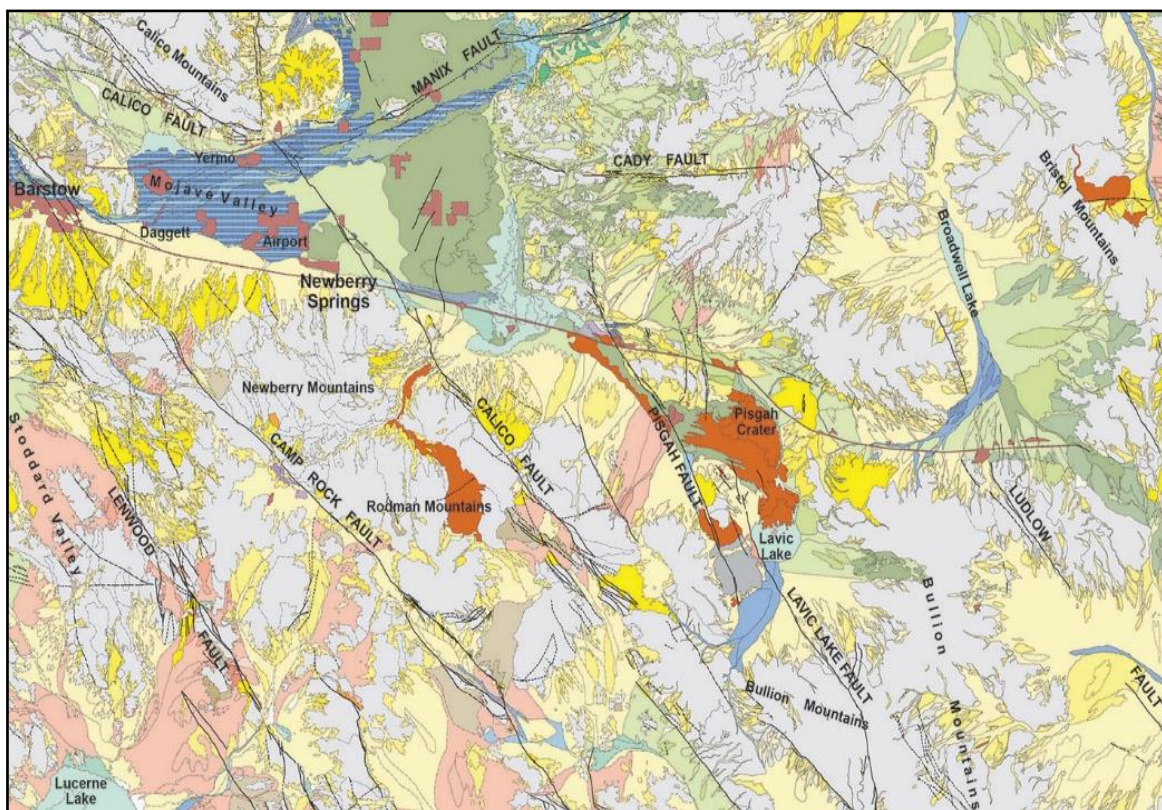 Calico Mountains
CALICO FAULT
MANIX FAULT
Yermo
CADY FAULT
Barstow
Mojave Valley
Daggett
Airport
Bristol Mountains
Broadwell Lake
Newberry Springs
Newberry Mountains
CALICO FAULT
PISGAH FAULT
Pisgah Crater
Stoddard Valley
LENWOOD FAULT
CAMP ROCK FAULT
Rodman Mountains
Lavic Lake
LUDLOW FAULT
LAVIC LAKE FAULT
Bullion Mountains
Bullion Mountains
Lucerne Lake